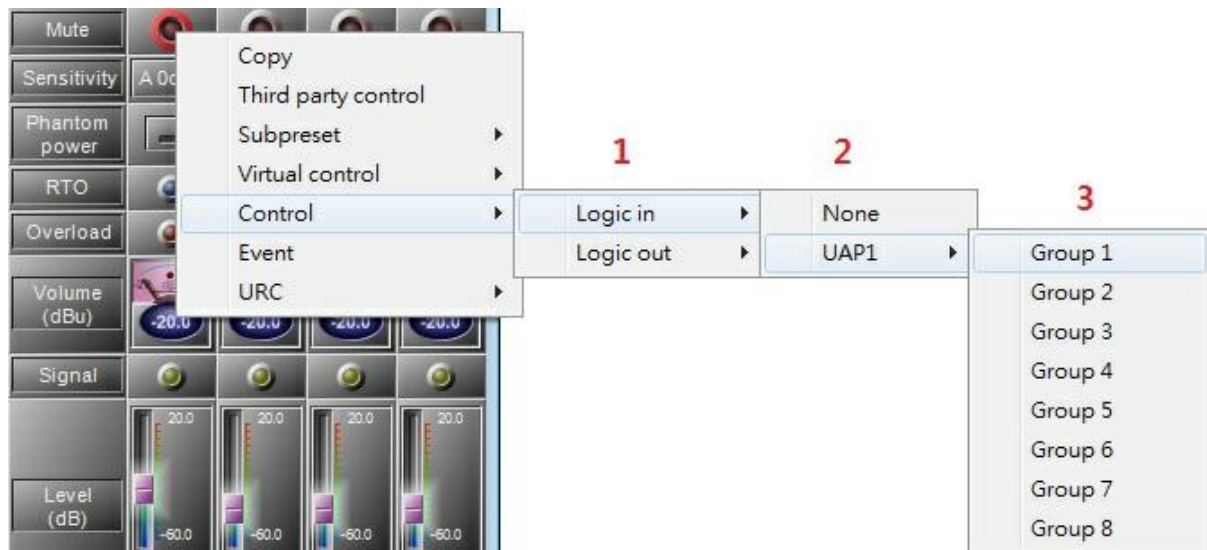 Mute
Sensitivity
A 0
Phantom
power
RTO
Overload
Volume
(dBu)
-20.0 -20.0 -20.0 -20.0
Signal
20.0 20.0 20.0 20.0
Level
(dB)
-60.0 -60.0 -60.0 -60.0
Copy
Third party control
Subpreset
Virtual control
Control
Event
URC
1
Logic in
Logic out
2
None
UAP1
3
Group 1
Group 2
Group 3
Group 4
Group 5
Group 6
Group 7
Group 8